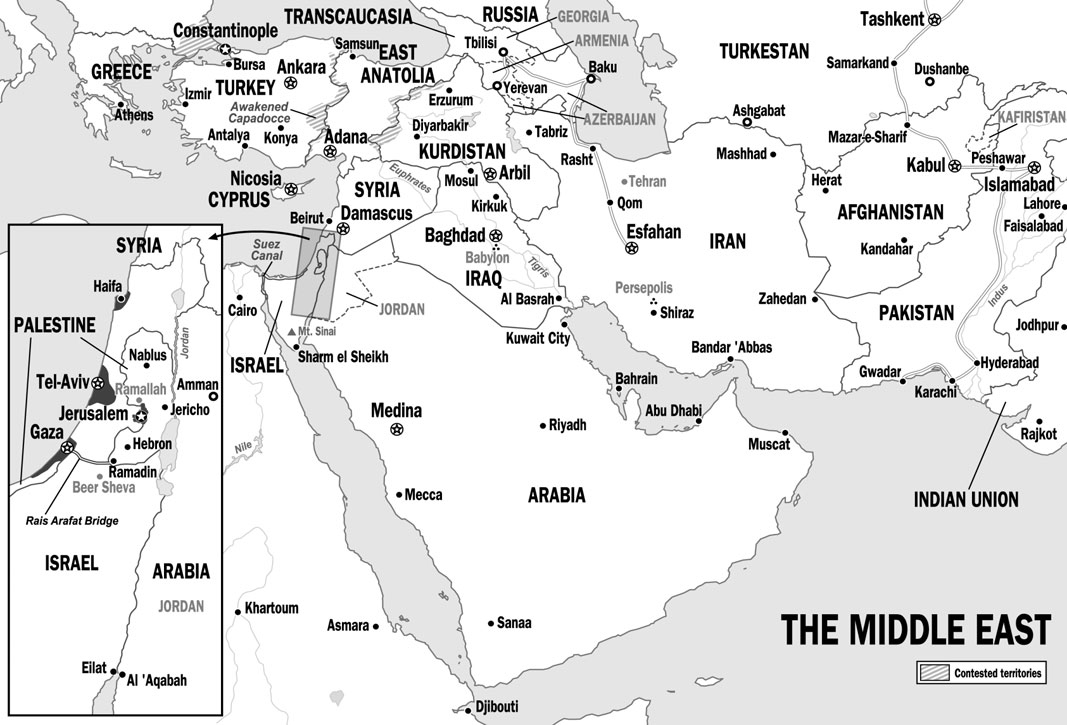 TRANSCAUCASIA
RUSSIA
GEORGIA
Tashkent
Constantinople
Samsun
EAST
ANATOLIA
Tbilisi
ARMENIA
TURKESTAN
Samarkand
Dushanbe
GREECE
Bursa
Ankara
TURKEY
Baku
Izmir
Awakened
Capadocce
Erzurum
Yerevan
AZERBAIJAN
Ashgabat
KAFIRISTAN
Athens
Antalya
Konya
Adana
Diyarbakir
KURDISTAN
Tabriz
Rasht
Mashhad
Mazar-e-Sharif
Kabul
Peshawar
Islamabad
Nicosia
CYPRUS
SYRIA
Euphrates
Mosul
Arbil
Tehran
Herat
Lahore
Kirkuk
Qom
Faisalabad
Beirut
Damascus
AFGHANISTAN
Baghdad
Babylon
Esfahan
IRAN
Kandahar
Suez
Canal
Tigris
IRAQ
Persepolis
Shiraz
Zahedan
Indus
Al Basrah
PAKISTAN
JORDAN
Cairo
Mt. Sinai
Kuwait City
Jodhpur
ISRAEL
Sharm el Sheikh
Bandar 'Abbas
Hyderabad
Gwadar
Karachi
Bahrain
Abu Dhabi
Medina
Riyadh
Muscat
Rajkot
Nile
Mecca
ARABIA
INDIAN UNION
Khartoum
Asmara
Sanaa
Djibouti
SYRIA
Haifa
PALESTINE
Jordan
Nablus
Tel-Aviv
Ramallah
Amman
Jerusalem
Jericho
Gaza
Hebron
Ramadin
Beer Sheva
Rais Arafat Bridge
ISRAEL
ARABIA
JORDAN
Eilat
Al 'Aqabah
THE MIDDLE EAST
Contested territories